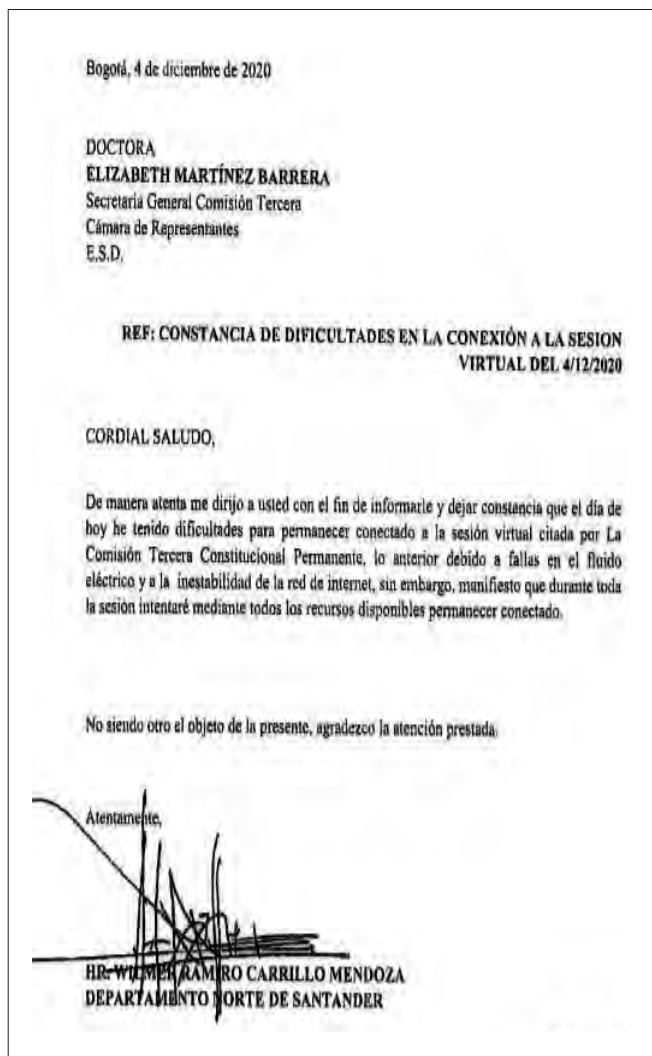 Bogotá, 4 de diciembre de 2020
DOCTORA
ELIZABETH MARTÍNEZ BARRERA
Secretaria General Comisión Tercera
Cámara de Representantes
E.S.D.
REF: CONSTANCIA DE DIFICULTADES EN LA CONEXIÓN A LA SESION
VIRTUAL DEL 4/12/2020
CORDIAL SALUDO,
De manera atenta me dirijo a usted con el fin de informarle y dejar constancia que el día de
hoy he tenido dificultades para permanecer conectado a la sesión virtual citada por La
Comisión Tercera Constitucional Permanente, lo anterior debido a fallas en el fluido
eléctrico y a la inestabilidad de la red de internet, sin embargo, manifiesto que durante toda
la sesión intentaré mediante todos los recursos disponibles permanecer conectado.
No siendo otro el objeto de la presente, agradezco la atención prestada.
Atentamente,
HR. WILMER RAMIRO CARRILLO MENDOZA
DEPARTAMENTO NORTE DE SANTANDER